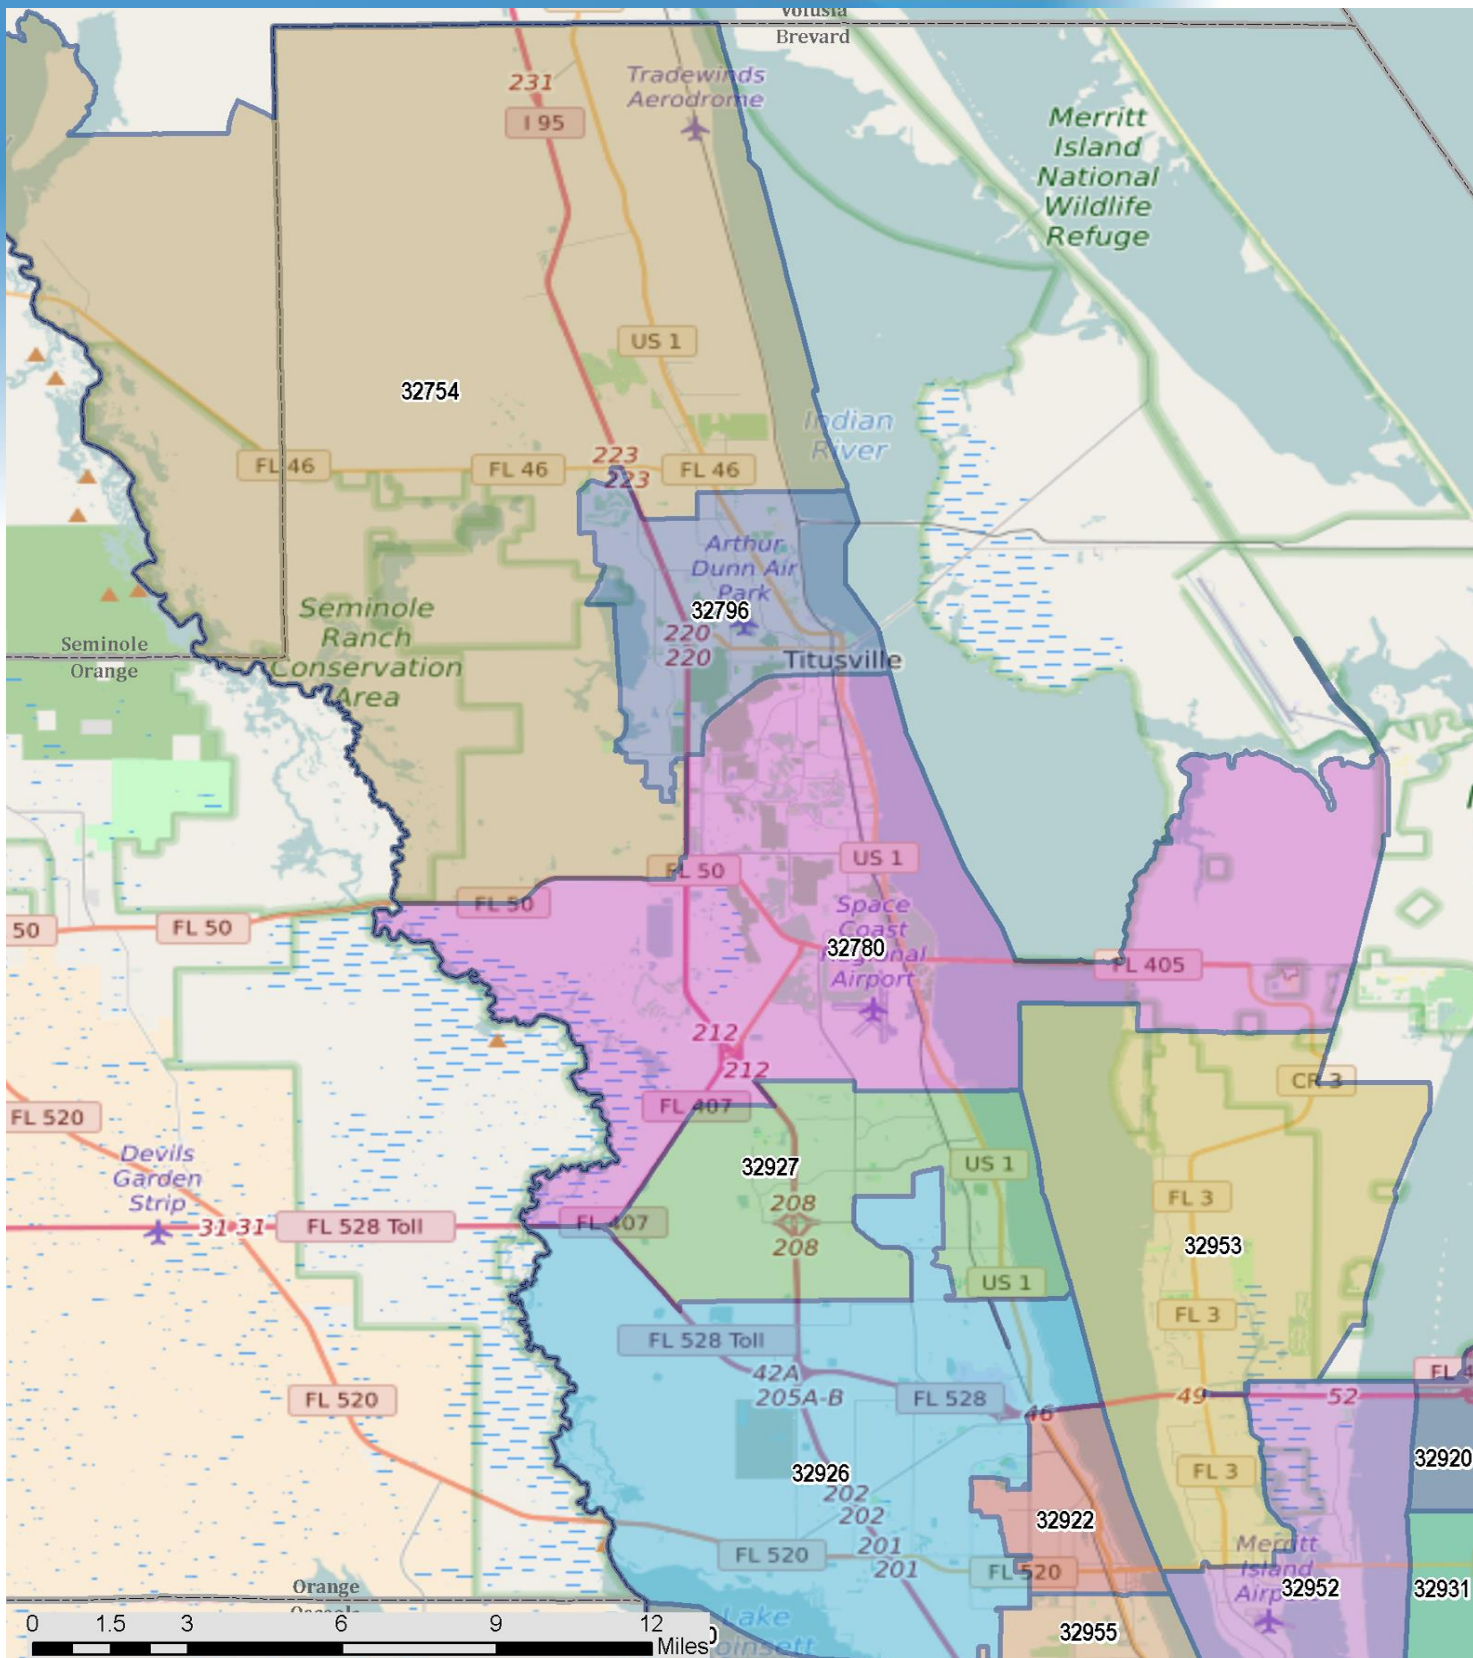 Volusia
Brevard
Tradewinds
Aerodrome
231
I 95
Merritt
Island
National
Wildlife
Refuge
US 1
32754
Indian
River
223
FL 46
FL 46
FL 46
223
Arthur
Dunn Air
Park
Seminole
Ranch
Conservation
Area
32796
220
220
Seminole
Orange
Titusville
US 1
FL 50
FL 50
Space
Coast
Regional
Airport
50
FL 50
32780
FL 405
212
212
CR 3
FL 407
FL 520
Devils
Garden
Strip
32927
US 1
FL 3
208
208
31
31
FL 528 Toll
FL 407
32953
US 1
FL 3
FL 528 Toll
42A
205A-B
FL 528
46
49
52
FL 520
32920
32926
202
202
FL 3
32922
201
201
FL 520
FL 520
Merritt
Island
32952
32931
Orange
0
1.5
3
6
9
12
Miles
Lake
32955